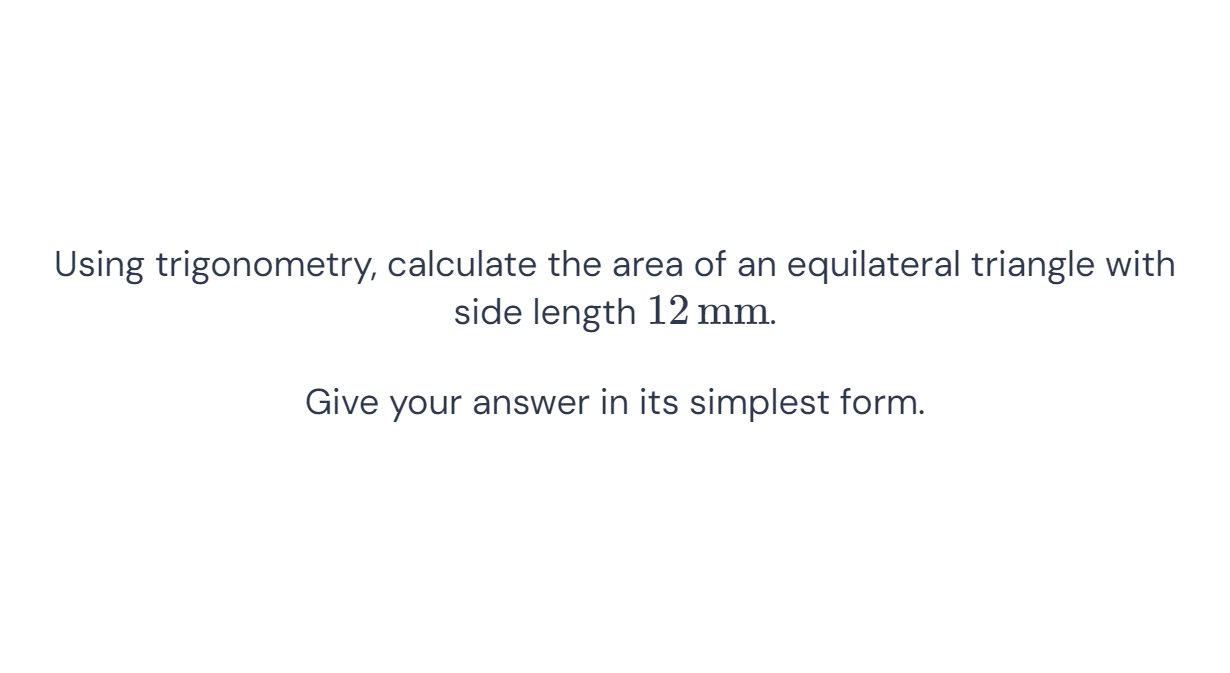 Using trigonometry, calculate the area of an equilateral triangle with
side length 12 mm.
Give your answer in its simplest form.